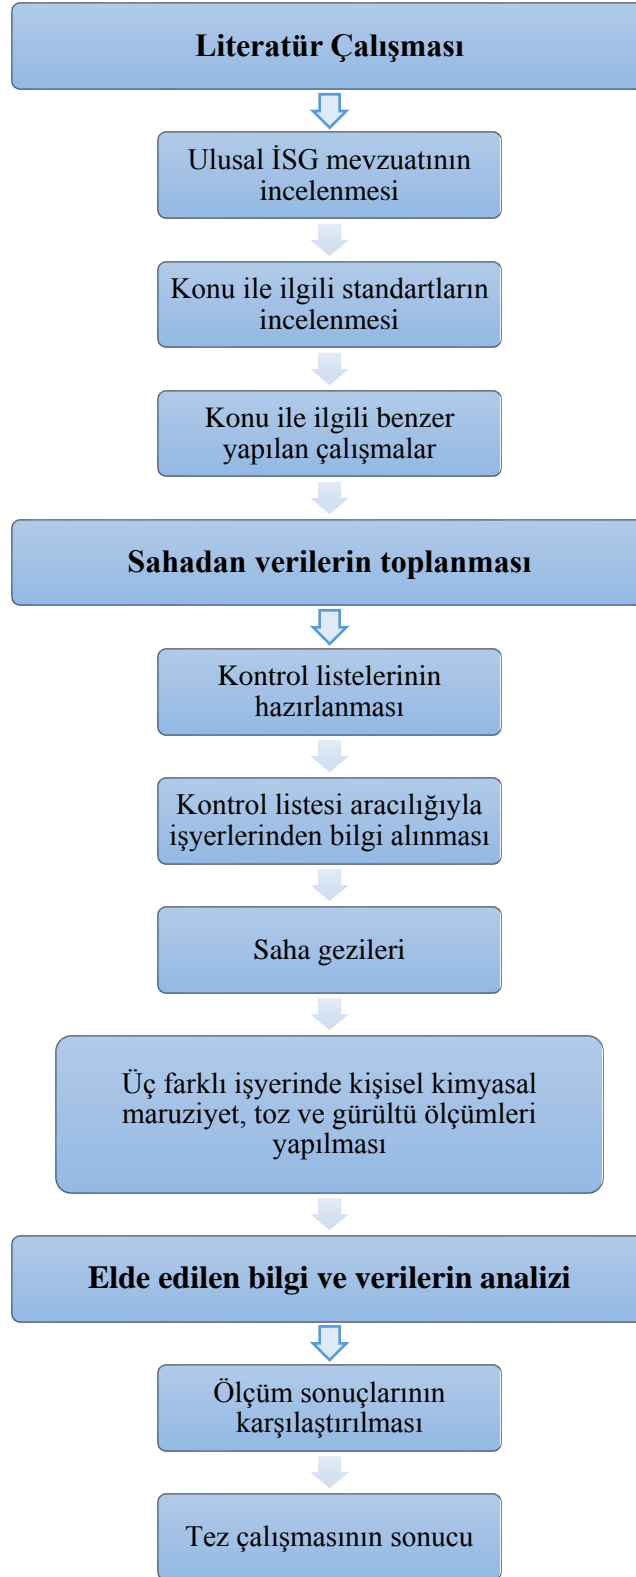 Literatür Çalışması
Ulusal İSG mevzuatının
incelenmesi
Konu ile ilgili standartların
incelenmesi
Konu ile ilgili benzer
yapılan çalışmalar
Sahadan verilerin toplanması
Kontrol listelerinin
hazırlanması
Kontrol listesi aracılığıyla
işyerlerinden bilgi alınması
Saha gezileri
Üç farklı işyerinde kişisel kimyasal
maruziyet, toz ve gürültü ölçümleri
yapılması
Elde edilen bilgi ve verilerin analizi
Ölçüm sonuçlarının
karşılaştırılması
Tez çalışmasının sonucu